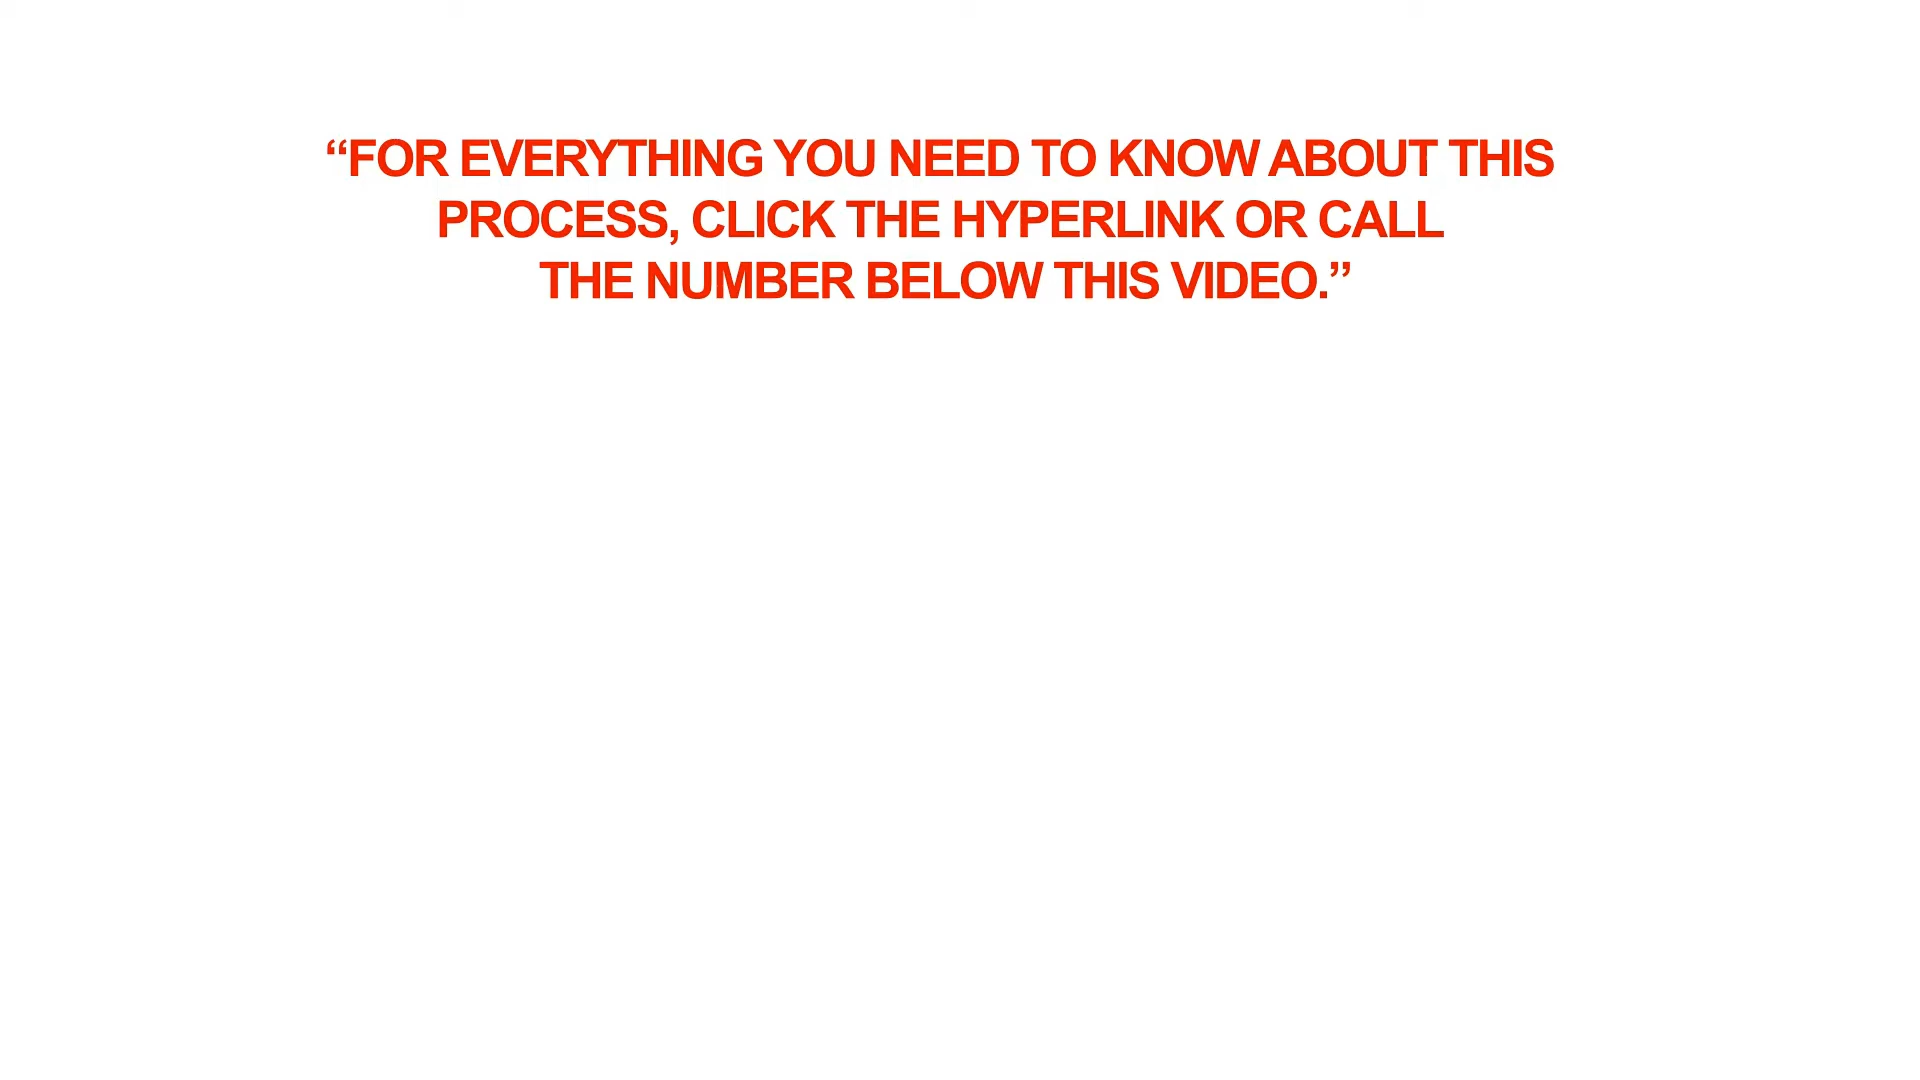 “FOR EVERYTHING YOU NEED TO KNOW ABOUT THIS
PROCESS, CLICK THE HYPERLINK OR CALL
THE NUMBER BELOW THIS VIDEO.”